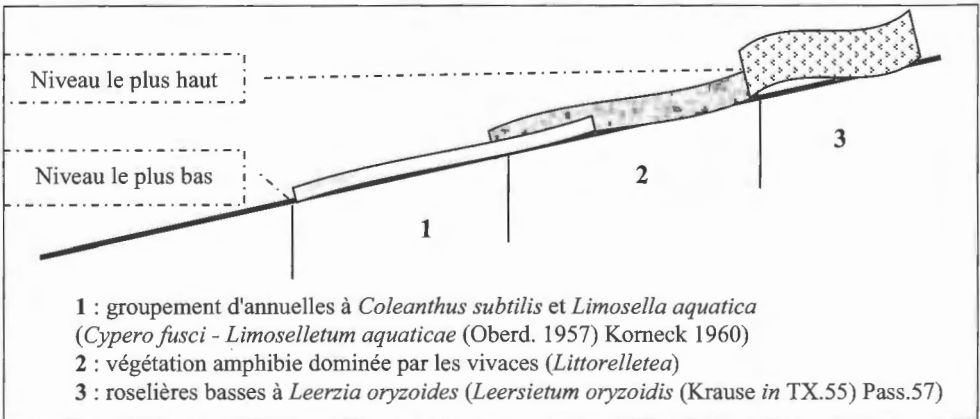 Niveau le plus haut
3
2
Niveau le plus bas
1
1 : groupement d'annuelles à Coleanthus subtilis et Limosella aquatica
(Cypero fusci - Limoselletum aquaticae (Oberd. 1957) Korneck 1960)
2 : végétation amphibie dominée par les vivaces (Littorelletea)
3 : roselières basses à Leerzia oryzoides (Leersietum oryzoidis (Krause in TX.55) Pass.57)